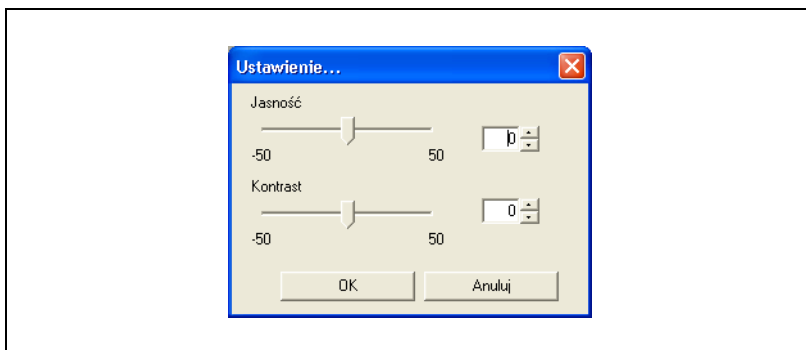 Ustawienie...
Jasność
0
-50 50
Kontrast
0
-50 50
OK Anuluj